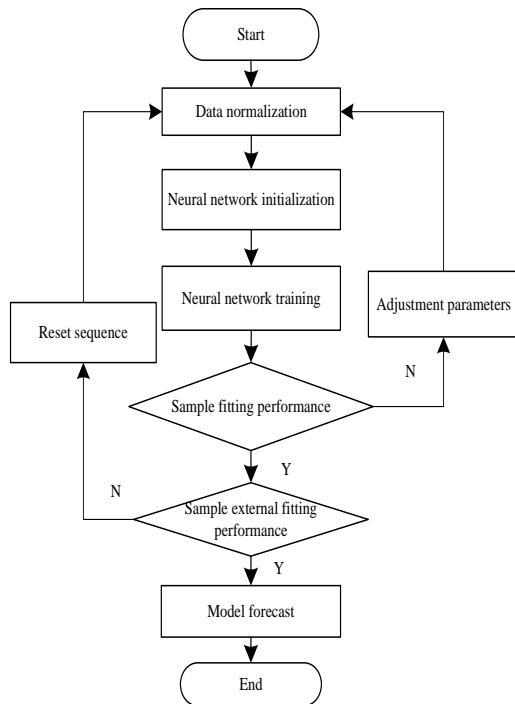 Start
Data normalization
Neural network initialization
Neural network training
Reset sequence
Adjustment parameters
N
Sample fitting performance
Y
N
Sample external fitting
performance
Y
Model forecast
End